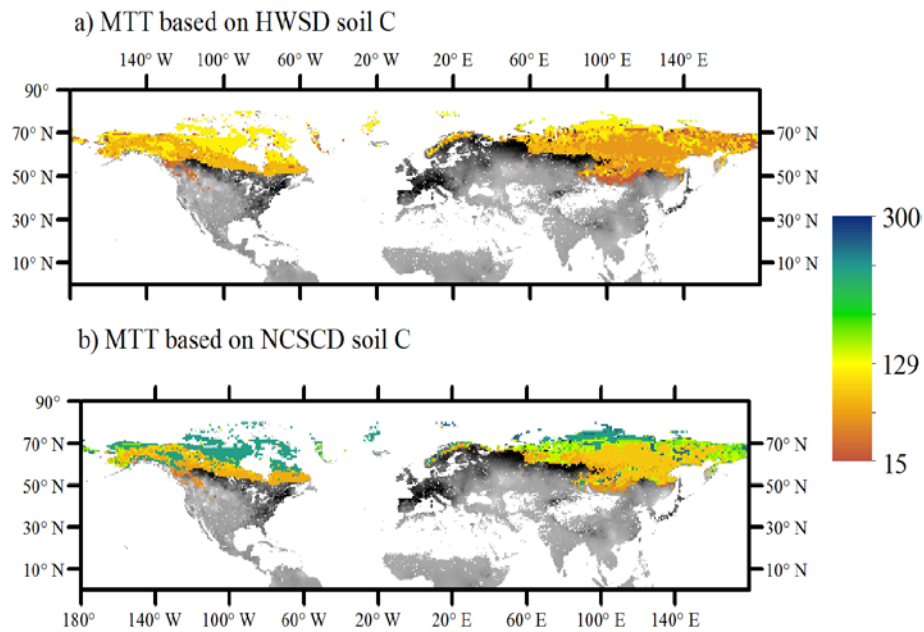 a) MTT based on HWSD soil C
140° W 100° W 60° W 20° W 20° E 60° E 100° E 140° E
90°
70° N 70° N
50° N 50° N
30° N 30° N
10° N 10° N
300
129
15
b) MTT based on NCSCD soil C
90°
70° N 70° N
50° N 50° N
30° N 30° N
10° N 10° N
180° 140° W 100° W 60° W 20° W 20° E 60° E 100° E 140° E